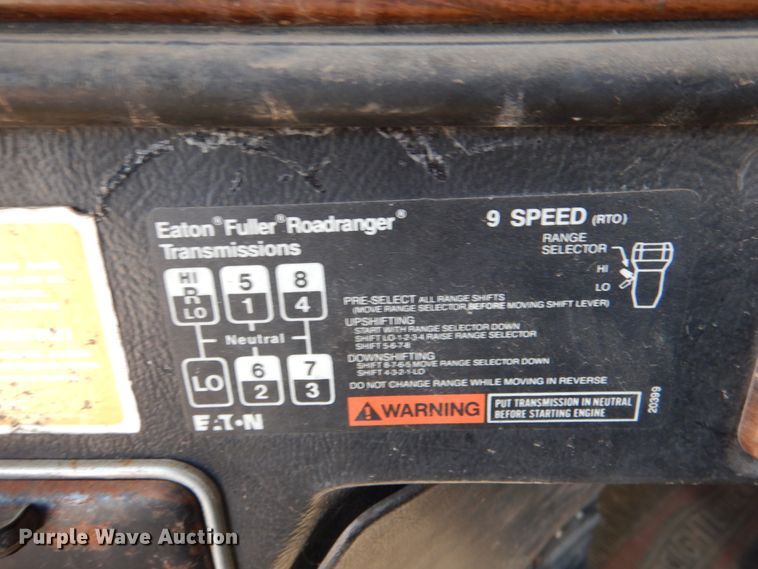 Eaton® Fuller® Roadranger®
Transmissions
9 SPEED (RTO)
RANGE
SELECTOR
HI
LO
HI
R
LO
5
1
8
4
Neutral
LO
6
2
7
3
PRE-SELECT ALL RANGE SHIFTS
(MOVE RANGE SELECTOR, BEFORE MOVING SHIFT LEVER)
UPSHIFTING
START WITH RANGE SELECTOR DOWN
SHIFT LO-1-2-3-4 RAISE RANGE SELECTOR
SHIFT 5-6-7-8
DOWNSHIFTING
SHIFT 8-7-6-5 MOVE RANGE SELECTOR DOWN
SHIFT 4-3-2-1-LO
DO NOT CHANGE RANGE WHILE MOVING IN REVERSE
WARNING
PUT TRANSMISSION IN NEUTRAL
BEFORE STARTING ENGINE
20399
EATON
Purple Wave Auction